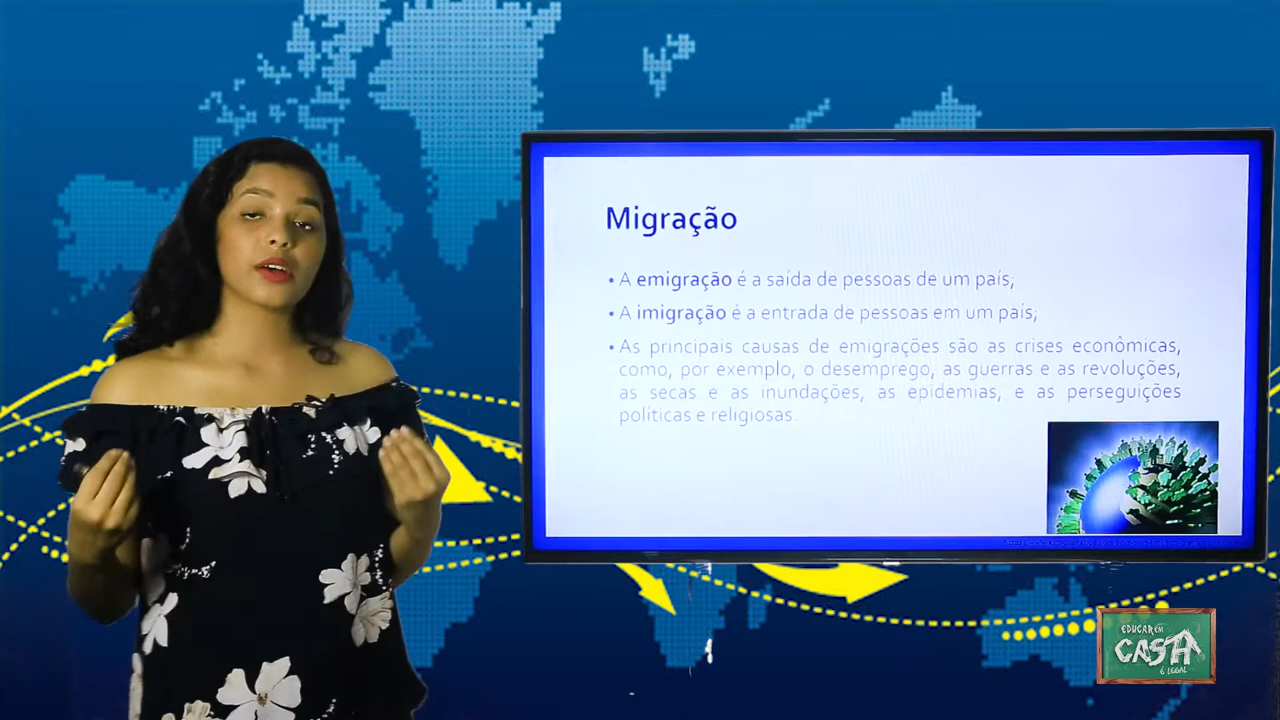 Migração
• A emigração é a saída de pessoas de um país;
• A imigração é a entrada de pessoas em um país;
• As principais causas de emigrações são as crises econômicas,
como, por exemplo, o desemprego, as guerras e as revoluções,
as secas e as inundações, as epidemias, e as perseguições
políticas e religiosas.
EDUCAR EM
CASA
É LEGAL